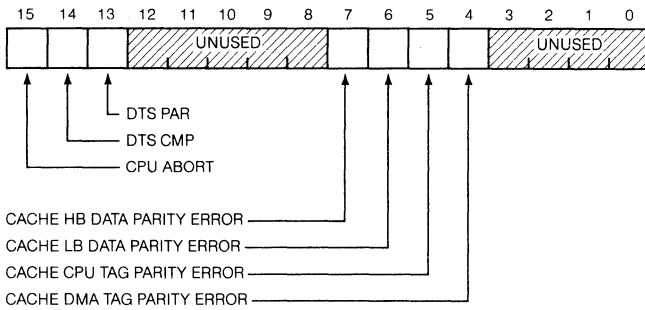 15 14 13 12 11 10 9 8 7 6 5 4 3 2 1 0
UNUSED UNUSED
DTS PAR
DTS CMP
CPU ABORT
CACHE HB DATA PARITY ERROR
CACHE LB DATA PARITY ERROR
CACHE CPU TAG PARITY ERROR
CACHE DMA TAG PARITY ERROR